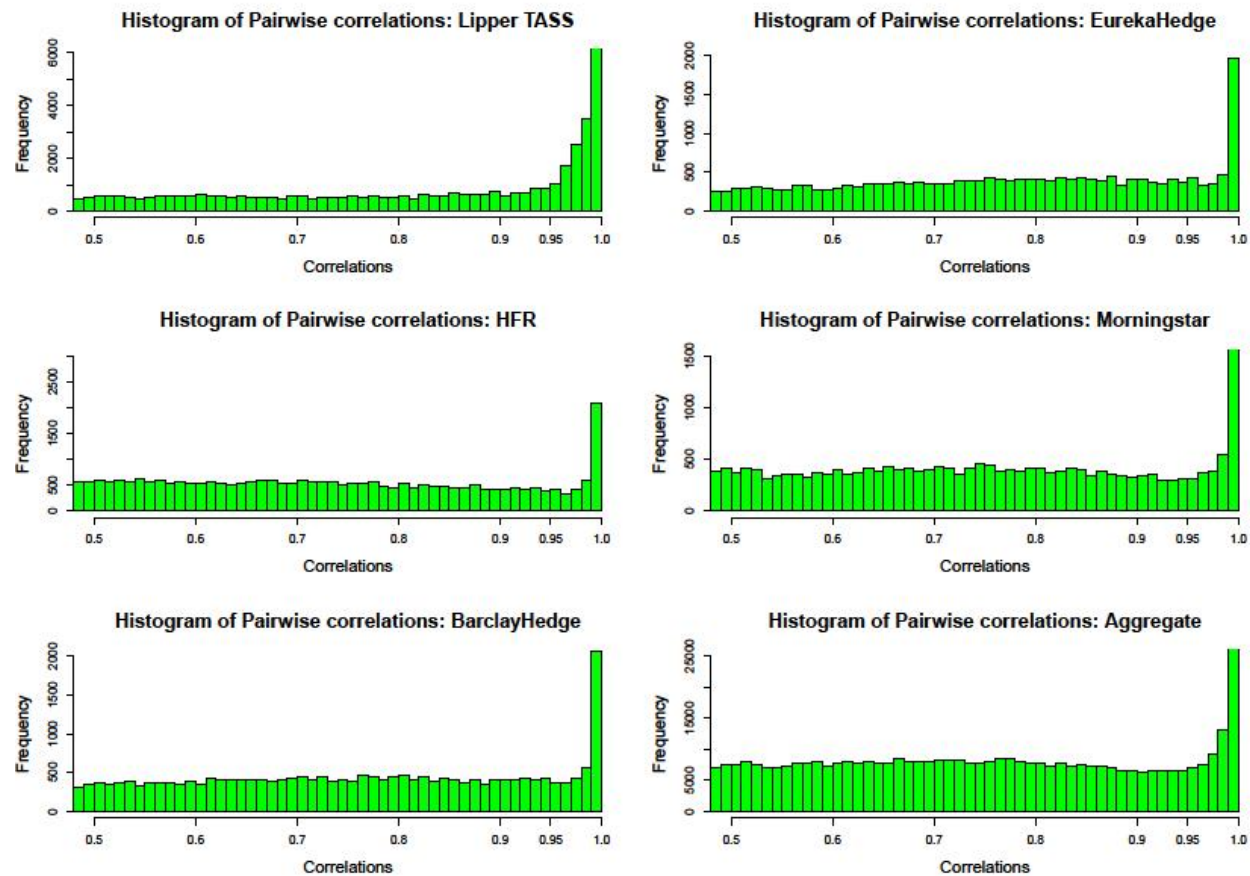 Histogram of Pairwise correlations: Lipper TASS
Frequency
6000
4000
2000
0
0.5 0.6 0.7 0.8 0.9 0.95 1.0
Correlations
Histogram of Pairwise correlations: EurekaHedge
Frequency
2000
1500
1000
500
0
0.5 0.6 0.7 0.8 0.9 0.95 1.0
Correlations
Histogram of Pairwise correlations: HFR
Frequency
2500
1500
500
0
0.5 0.6 0.7 0.8 0.9 0.95 1.0
Correlations
Histogram of Pairwise correlations: Morningstar
Frequency
1500
1000
500
0
0.5 0.6 0.7 0.8 0.9 0.95 1.0
Correlations
Histogram of Pairwise correlations: BarclayHedge
Frequency
2000
1500
1000
500
0
0.5 0.6 0.7 0.8 0.9 0.95 1.0
Correlations
Histogram of Pairwise correlations: Aggregate
Frequency
25000
15000
5000
0
0.5 0.6 0.7 0.8 0.9 0.95 1.0
Correlations